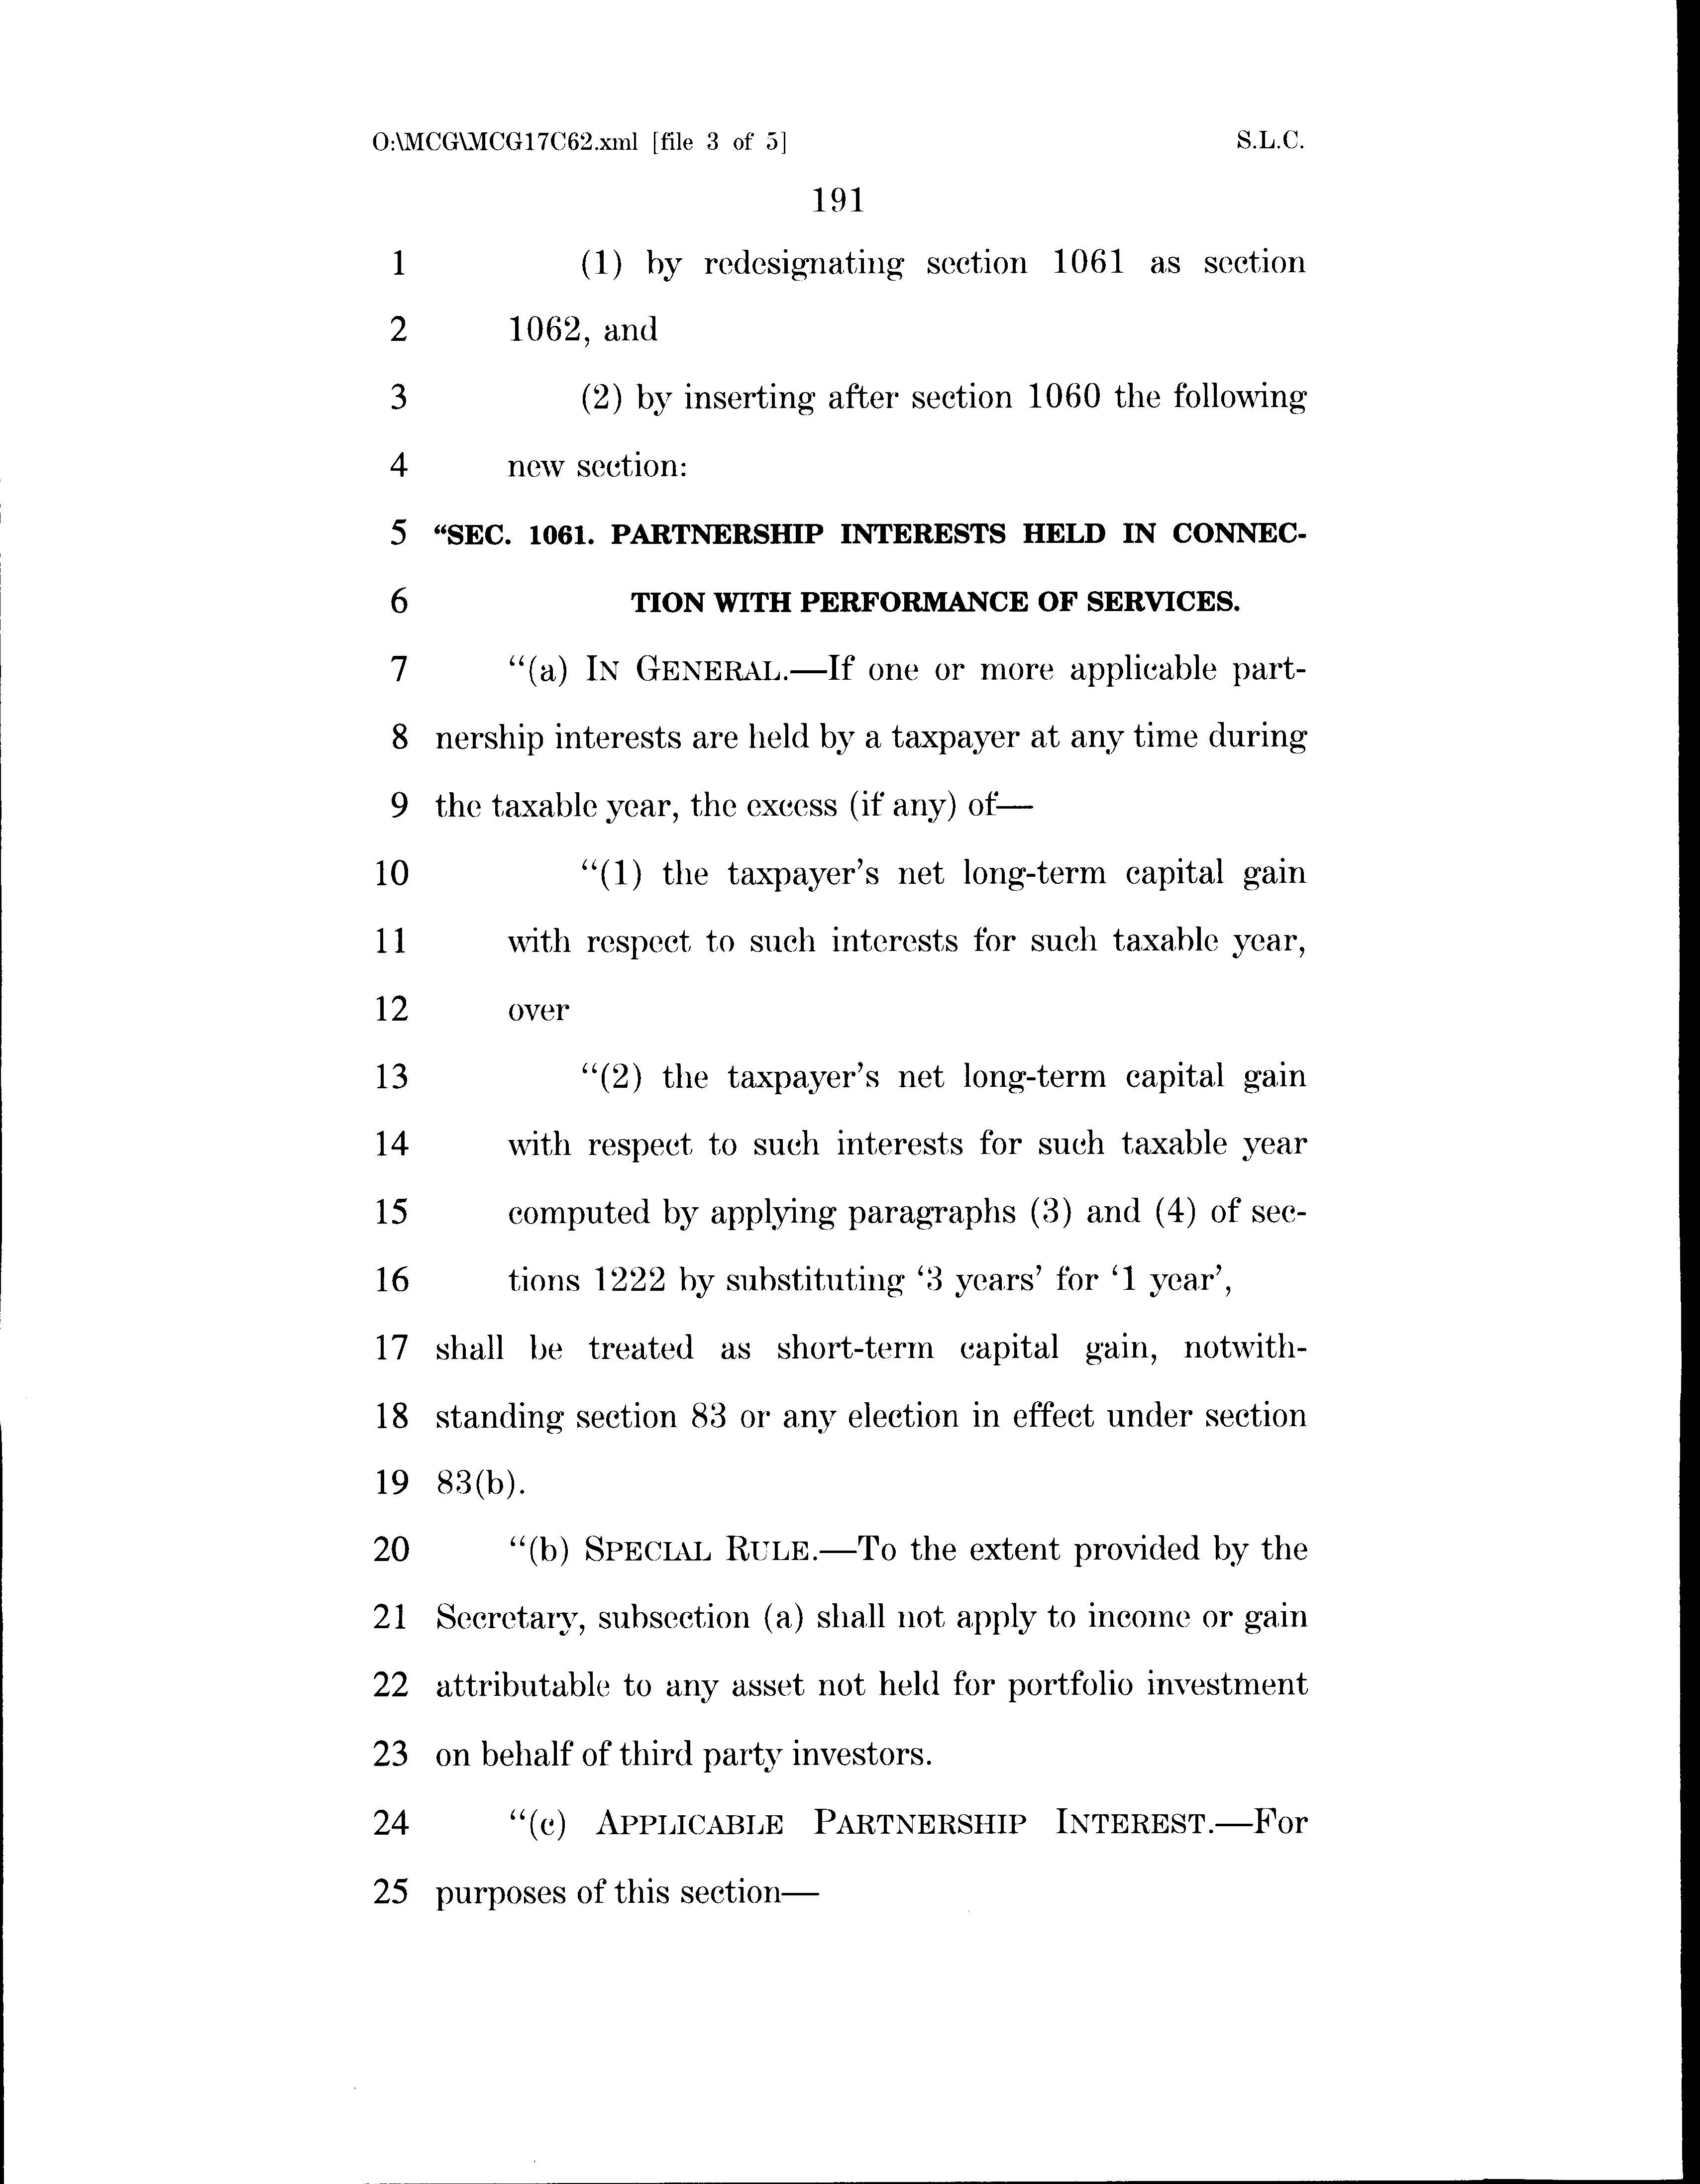 O:\MCG\MCG17C62.xml [file 3 of 5] S.L.C.
191
1 (1) by redesignating section 1061 as section
2 1062, and
3 (2) by inserting after section 1060 the following
4 new section:
5 “SEC. 1061. PARTNERSHIP INTERESTS HELD IN CONNEC-
6 TION WITH PERFORMANCE OF SERVICES.
7 “(a) IN GENERAL.—If one or more applicable part-
8 nership interests are held by a taxpayer at any time during
9 the taxable year, the excess (if any) of—
10 “(1) the taxpayer’s net long-term capital gain
11 with respect to such interests for such taxable year,
12 over
13 “(2) the taxpayer’s net long-term capital gain
14 with respect to such interests for such taxable year
15 computed by applying paragraphs (3) and (4) of sec-
16 tions 1222 by substituting ‘3 years’ for ‘1 year’,
17 shall be treated as short-term capital gain, notwith-
18 standing section 83 or any election in effect under section
19 83(b).
20 “(b) SPECIAL RULE.—To the extent provided by the
21 Secretary, subsection (a) shall not apply to income or gain
22 attributable to any asset not held for portfolio investment
23 on behalf of third party investors.
24 “(c) APPLICABLE PARTNERSHIP INTEREST.—For
25 purposes of this section—